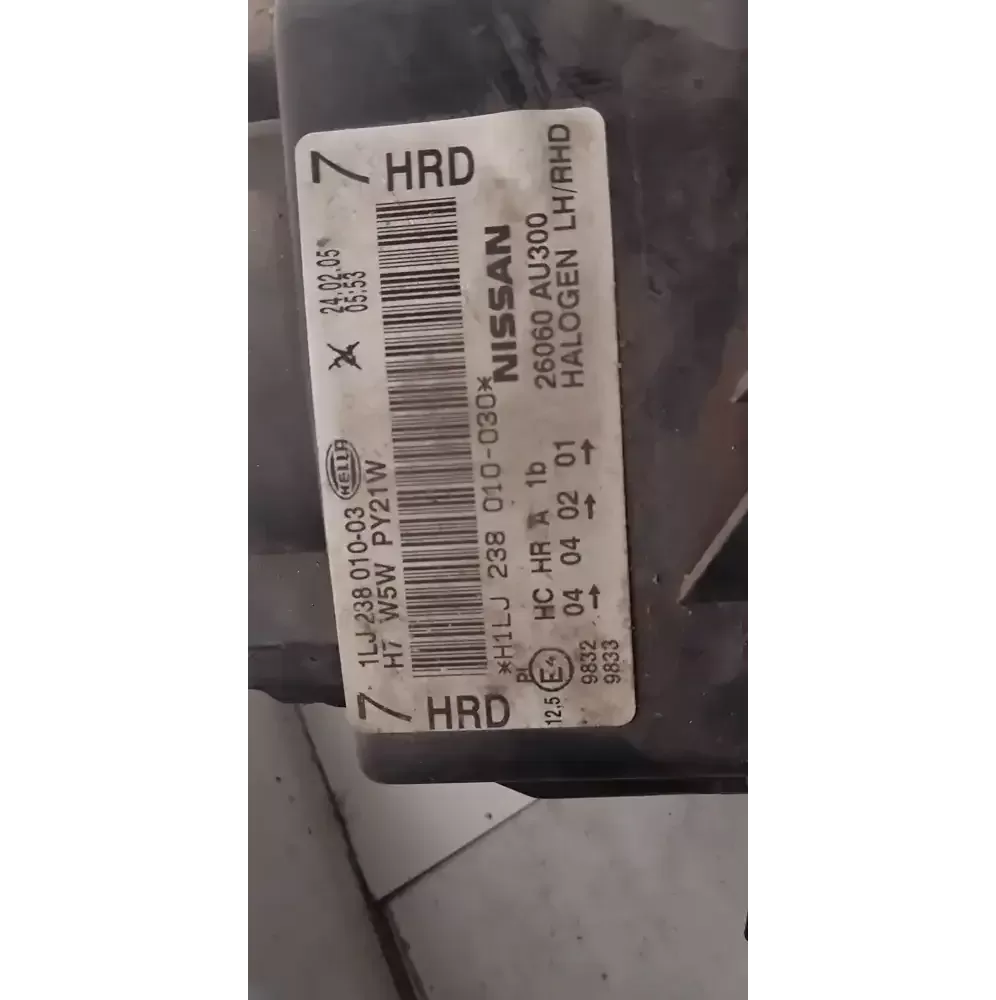 7 1LJ 238 010-03 HELLA 24.02.05 7
H7 W5W PY21W 05:53
HRD HRD
*H1LJ 238 010-030*
NISSAN
PL
12,5 E4 HC HR A 1b 26060 AU300
9832 04 04 02 01 HALOGEN LH/RHD
9833 → → →